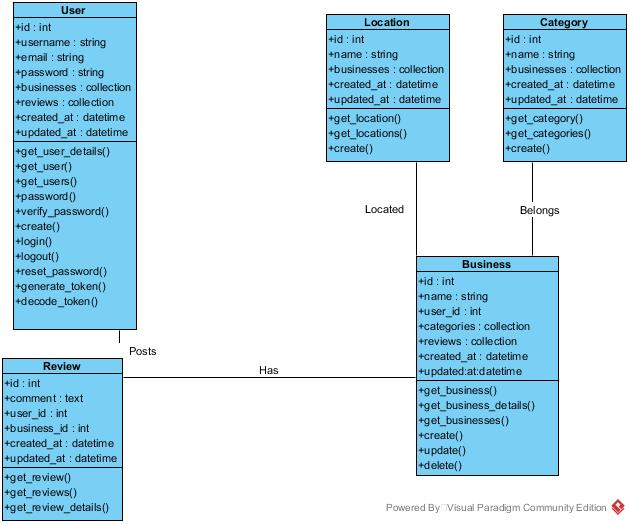 User
+id : int
+username : string
+email : string
+password : string
+businesses : collection
+reviews : collection
+created_at : datetime
+updated_at : datetime
+get_user_details()
+get_user()
+get_users()
+password()
+verify_password()
+create()
+login()
+logout()
+reset_password()
+generate_token()
+decode_token()
Location
+id : int
+name : string
+businesses : collection
+created_at : datetime
+updated_at : datetime
+get_location()
+get_locations()
+create()
Category
+id : int
+name : string
+businesses : collection
+created_at : datetime
+updated_at : datetime
+get_category()
+get_categories()
+create()
Located
Belongs
Business
+id : int
+name : string
+user_id : int
+categories : collection
+reviews : collection
+created_at : datetime
+updated:at:datetime
+get_business()
+get_business_details()
+get_businesses()
+create()
+update()
+delete()
Posts
Has
Review
+id : int
+comment : text
+user_id : int
+business_id : int
+created_at : datetime
+updated_at : datetime
+get_review()
+get_reviews()
+get_review_details()
Powered By Visual Paradigm Community Edition